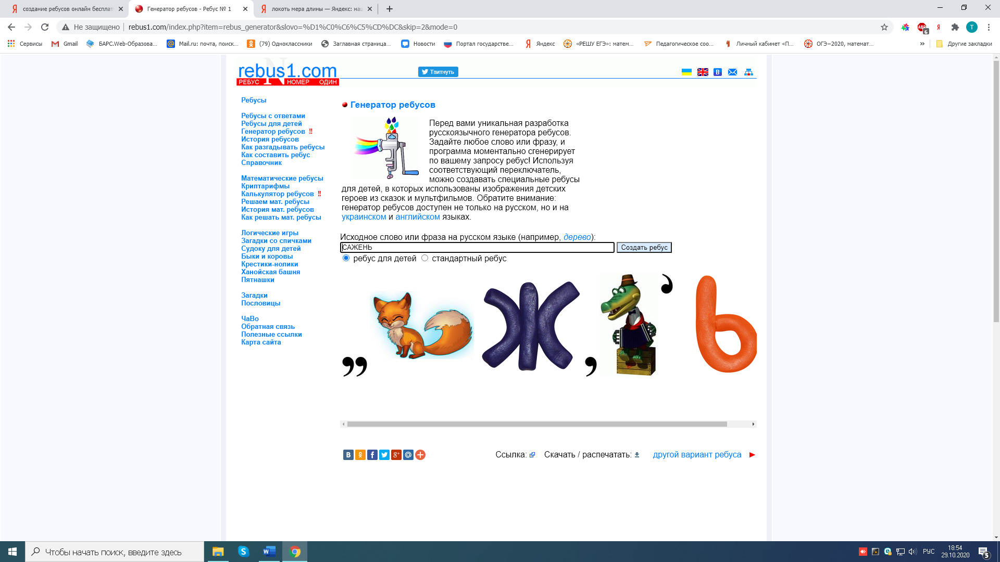 создание ребусов онлайн бесплат
Генератор ребусов - Ребус № 1
локоть мера длины — Яндекс: наш
Не защищено
rebus1.com/index.php?item=rebus_generator&slovo=%D1%C0%C6%C5%CD%DC&skip=2&mode=0
Сервисы
Gmail
БАРС.Web-Образова...
Mail.ru: почта, поиск...
(79) Одноклассники
Заглавная страница...
Новости
Портал государстве...
Яндекс
«РЕШУ ЕГЭ»: матем...
Педагогическое соо...
Личный кабинет «П...
ОГЭ–2020, математ...
»
Другие закладки
rebus1.com
РЕБУС НОМЕР ОДИН
Твитнуть
Ребусы
Ребусы с ответами
Ребусы для детей
Генератор ребусов !!
История ребусов
Как разгадывать ребусы
Как составить ребус
Справочник
Математические ребусы
Криптарифмы
Калькулятор ребусов !!
Решаем мат. ребусы
История мат. ребусов
Как решать мат. ребусы
Логические игры
Загадки со спичками
Судоку для детей
Быки и коровы
Крестики-нолики
Ханойская башня
Пятнашки
Загадки
Пословицы
ЧаВо
Обратная связь
Полезные ссылки
Карта сайта
Генератор ребусов
Перед вами уникальная разработка
русскоязычного генератора ребусов.
Задайте любое слово или фразу, и
программа моментально сгенерирует
по вашему запросу ребус! Используя
соответствующий переключатель,
можно создавать специальные ребусы
для детей, в которых использованы изображения детских
героев из сказок и мультфильмов. Обратите внимание:
генератор ребусов доступен не только на русском, но и на
украинском и английском языках.
Исходное слово или фраза на русском языке (например, дерево):
САЖЕНЬ
Создать ребус
ребус для детей
стандартный ребус
,, Ж , ’ Ь
Ссылка:
Скачать / распечатать:
другой вариант ребуса
Чтобы начать поиск, введите здесь
РУС
18:54
29.10.2020
5